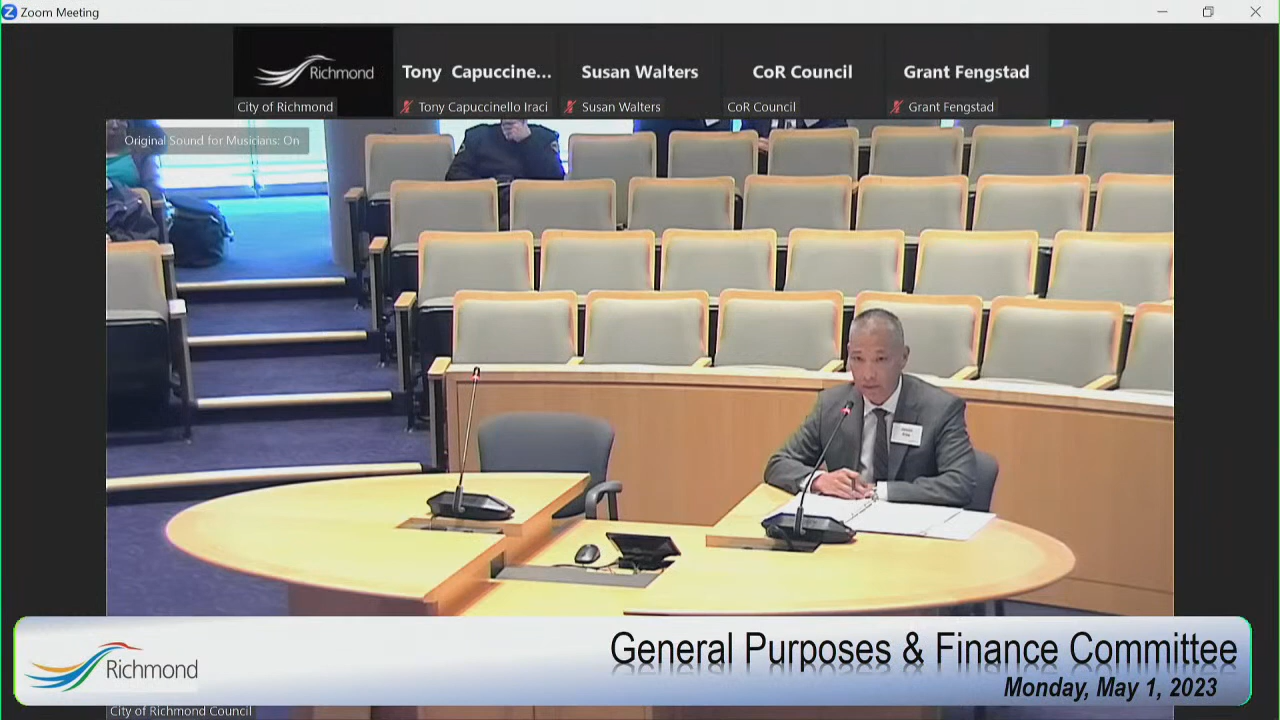 Zoom Meeting
Richmond
Tony Capuccine...
Susan Walters
CoR Council
Grant Fengstad
City of Richmond
Tony Capuccinello Iraci
Susan Walters
CoR Council
Grant Fengstad
Original Sound for Musicians: On
General Purposes & Finance Committee
Richmond
Monday, May 1, 2023
City of Richmond Council